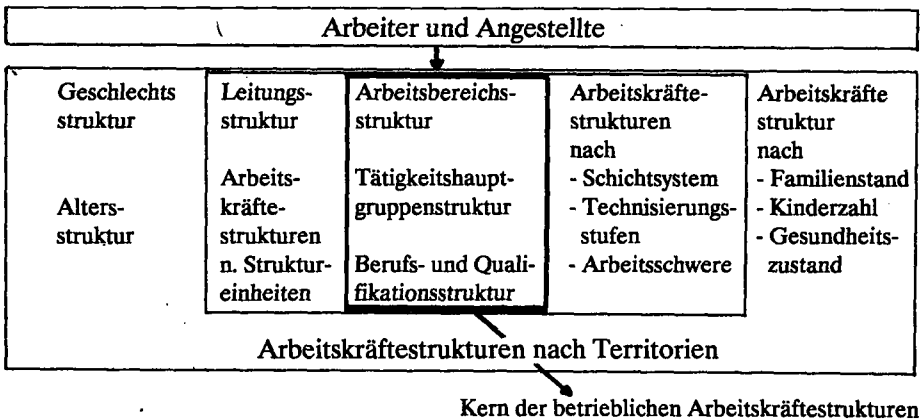 Arbeiter und Angestellte
Geschlechts
struktur
Alters-
struktur
Leitungs-
struktur
Arbeits-
kräfte-
strukturen
n. Struktur-
einheiten
Arbeitsbereichs-
struktur
Tätigkeitshaupt-
gruppenstruktur
Berufs- und Quali-
fikationsstruktur
Arbeitskräfte-
strukturen
nach
- Schichtsystem
- Technisierungs-
stufen
- Arbeitsschwere
Arbeitskräfte
struktur
nach
- Familienstand
- Kinderzahl
- Gesundheits-
zustand
Arbeitskräftestrukturen nach Territorien
Kern der betrieblichen Arbeitskräftestrukturen